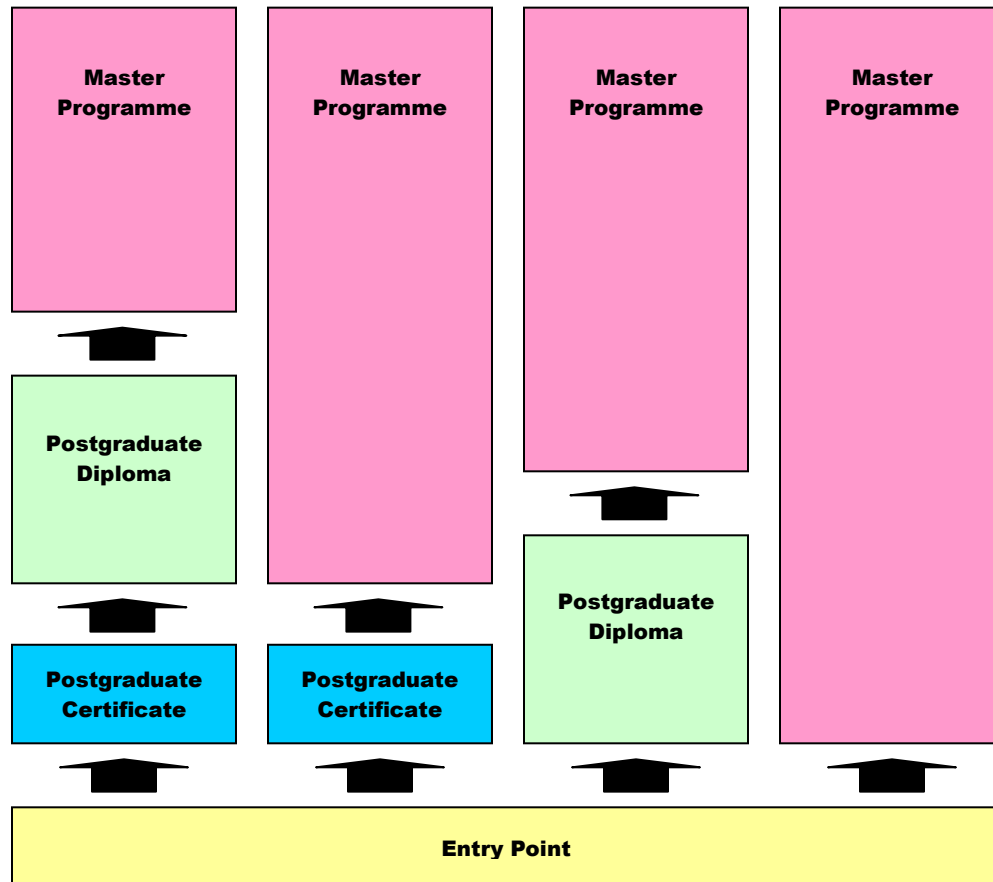 Master
Programme
Master
Programme
Master
Programme
Master
Programme
Postgraduate
Diploma
Postgraduate
Diploma
Postgraduate
Certificate
Postgraduate
Certificate
Entry Point